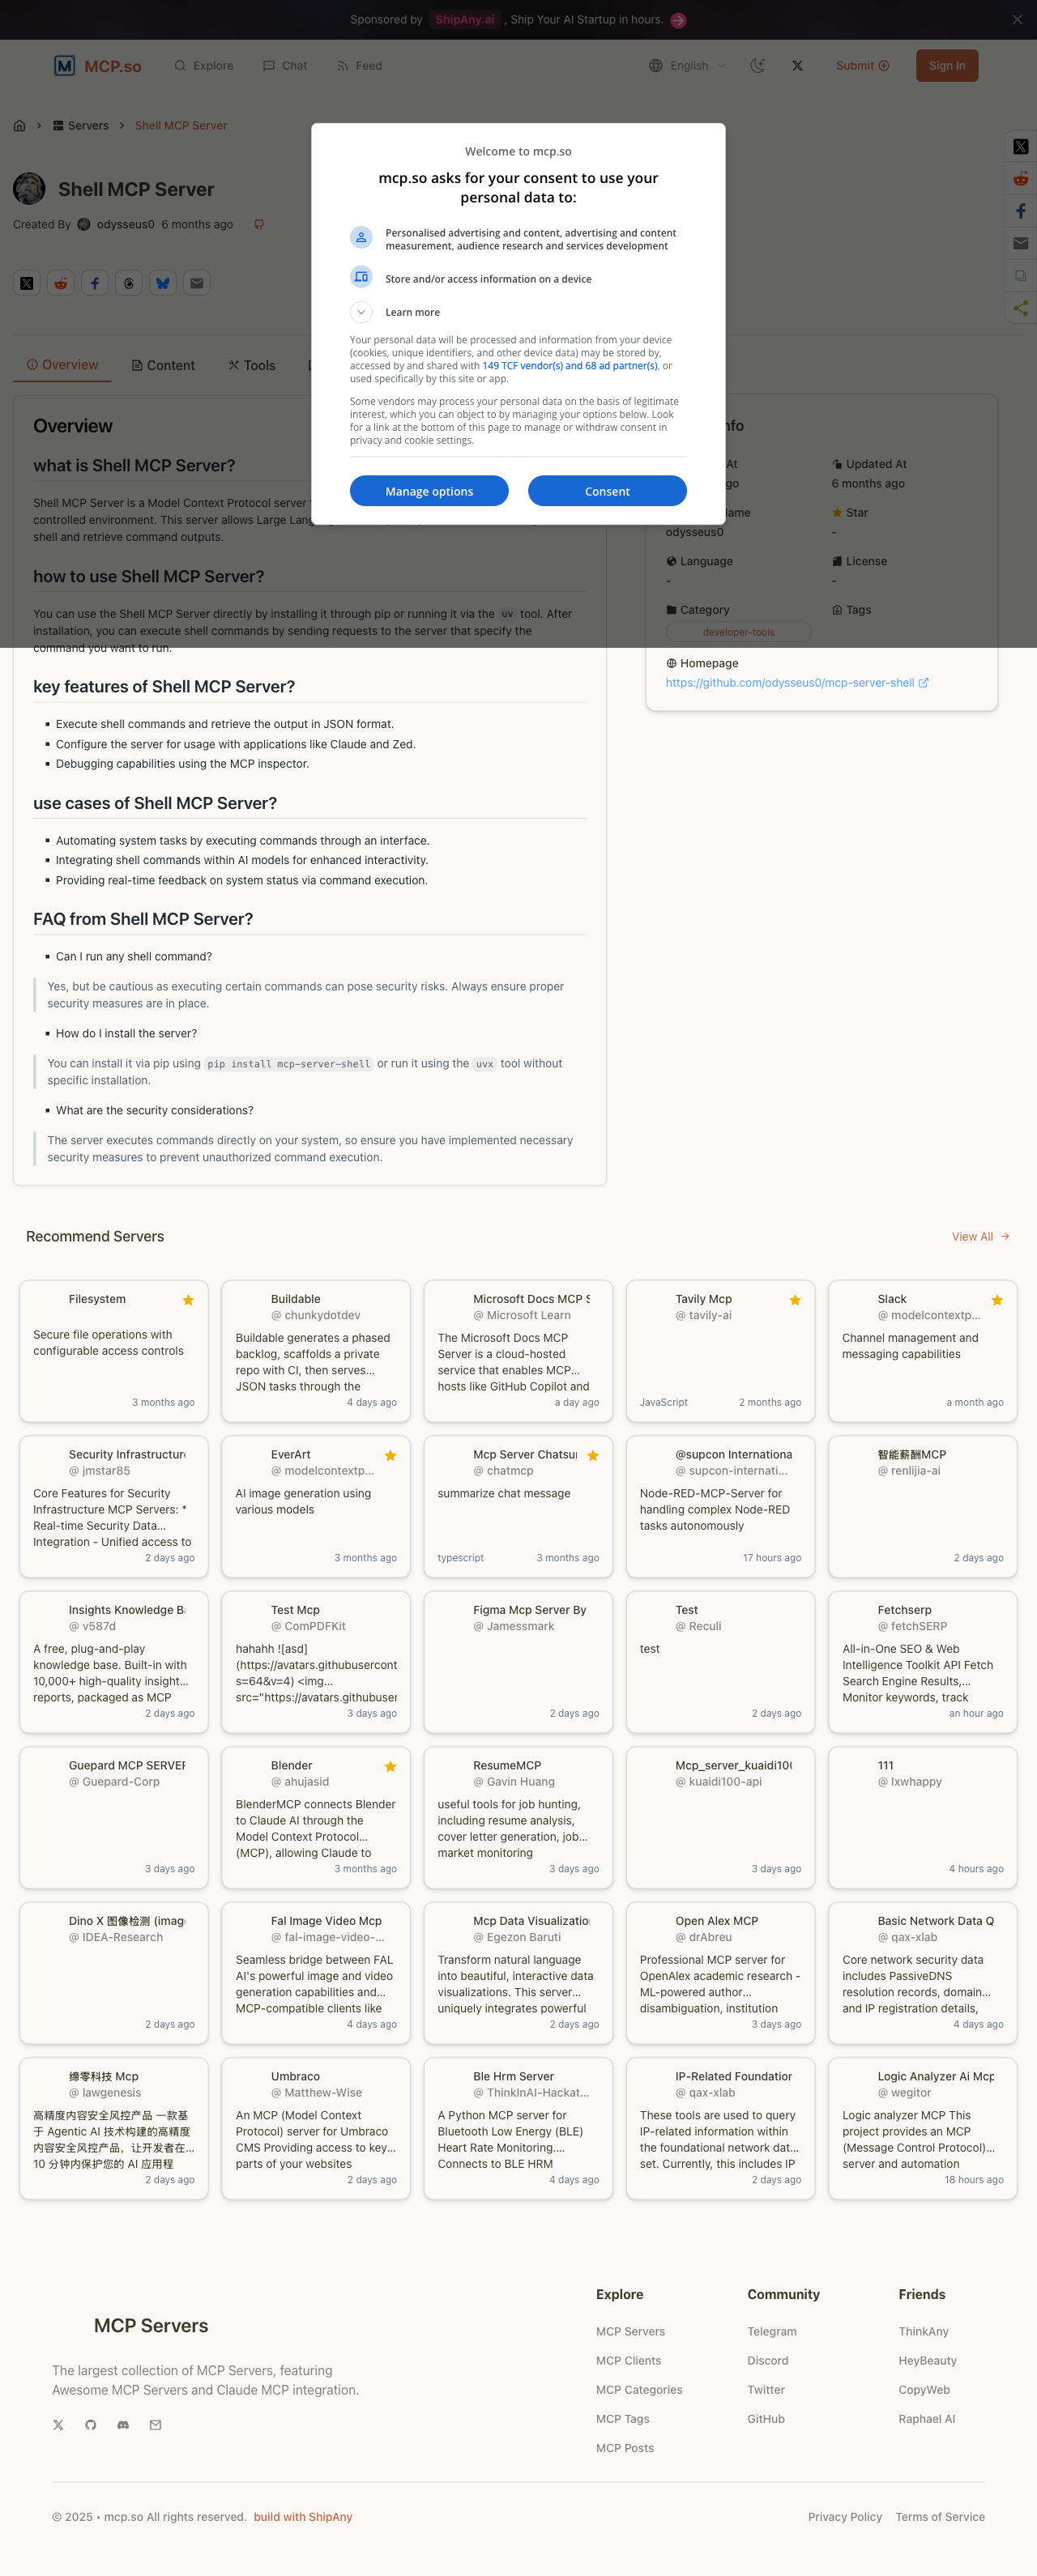 Sponsored by ShipAny.ai , Ship Your AI Startup in hours.
MCP.so
Explore
Chat
Feed
English
Submit
Sign In
Servers
Shell MCP Server
Shell MCP Server
Created By odysseus0 6 months ago
Welcome to mcp.so
mcp.so asks for your consent to use your
personal data to:
Personalised advertising and content, advertising and content
measurement, audience research and services development
Store and/or access information on a device
Learn more
Your personal data will be processed and information from your device
(cookies, unique identifiers, and other device data) may be stored by,
accessed by and shared with 149 TCF vendor(s) and 68 ad partner(s), or
used specifically by this site or app.
Some vendors may process your personal data on the basis of legitimate
interest, which you can object to by managing your options below. Look
for a link at the bottom of this page to manage or withdraw consent in
privacy and cookie settings.
Manage options
Consent
Overview
Content
Tools
Overview
what is Shell MCP Server?
Shell MCP Server is a Model Context Protocol server
controlled environment. This server allows Large
shell and retrieve command outputs.
how to use Shell MCP Server?
You can use the Shell MCP Server directly by installing it through pip or running it via the uv tool. After
installation, you can execute shell commands by sending requests to the server that specify the
command you want to run.
key features of Shell MCP Server?
Execute shell commands and retrieve the output in JSON format.
Configure the server for usage with applications like Claude and Zed.
Debugging capabilities using the MCP inspector.
use cases of Shell MCP Server?
Automating system tasks by executing commands through an interface.
Integrating shell commands within AI models for enhanced interactivity.
Providing real-time feedback on system status via command execution.
FAQ from Shell MCP Server?
Can I run any shell command?
Yes, but be cautious as executing certain commands can pose security risks. Always ensure proper
security measures are in place.
How do I install the server?
You can install it via pip using pip install mcp-server-shell or run it using the uvx tool without
specific installation.
What are the security considerations?
The server executes commands directly on your system, so ensure you have implemented necessary
security measures to prevent unauthorized command execution.
nfo
At
Updated At
go
6 months ago
ame
Star
odysseus0
-
Language
License
-
-
Category
Tags
developer-tools
Homepage
https://github.com/odysseus0/mcp-server-shell
Recommend Servers
View All
Filesystem
Secure file operations with
configurable access controls
3 months ago
Buildable
@ chunkydotdev
Buildable generates a phased
backlog, scaffolds a private
repo with CI, then serves...
JSON tasks through the
4 days ago
Microsoft Docs MCP S
@ Microsoft Learn
The Microsoft Docs MCP
Server is a cloud-hosted
service that enables MCP...
hosts like GitHub Copilot and
a day ago
Tavily Mcp
@ tavily-ai
JavaScript
2 months ago
Slack
@ modelcontextp...
Channel management and
messaging capabilities
a month ago
Security Infrastructure
@ jmstar85
Core Features for Security
Infrastructure MCP Servers: *
Real-time Security Data...
Integration - Unified access to
2 days ago
EverArt
@ modelcontextp...
AI image generation using
various models
3 months ago
Mcp Server Chatsum
@ chatmcp
summarize chat message
typescript
3 months ago
@supcon Internationa
@ supcon-internati...
Node-RED-MCP-Server for
handling complex Node-RED
tasks autonomously
17 hours ago
智能薪酬MCP
@ renlijia-ai
2 days ago
Insights Knowledge Ba
@ v587d
A free, plug-and-play
knowledge base. Built-in with
10,000+ high-quality insight...
reports, packaged as MCP
2 days ago
Test Mcp
@ ComPDFKit
hahahh ![asd]
(https://avatars.githubusercont
s=64&v=4) <img...
src="https://avatars.githubuser
3 days ago
Figma Mcp Server By
@ Jamessmark
2 days ago
Test
@ Reculi
test
2 days ago
Fetchserp
@ fetchSERP
All-in-One SEO & Web
Intelligence Toolkit API Fetch
Search Engine Results,...
Monitor keywords, track
an hour ago
Guepard MCP SERVER
@ Guepard-Corp
3 days ago
Blender
@ ahujasid
BlenderMCP connects Blender
to Claude AI through the
Model Context Protocol...
(MCP), allowing Claude to
3 months ago
ResumeMCP
@ Gavin Huang
useful tools for job hunting,
including resume analysis,
cover letter generation, job...
market monitoring
3 days ago
Mcp_server_kuaidi100
@ kuaidi100-api
3 days ago
111
@ lxwhappy
4 hours ago
Dino X 图像检测 (imag
@ IDEA-Research
2 days ago
Fal Image Video Mcp
@ fal-image-video-...
Seamless bridge between FAL
AI's powerful image and video
generation capabilities and...
MCP-compatible clients like
4 days ago
Mcp Data Visualization
@ Egezon Baruti
Transform natural language
into beautiful, interactive data
visualizations. This server...
uniquely integrates powerful
2 days ago
Open Alex MCP
@ drAbreu
Professional MCP server for
OpenAlex academic research -
ML-powered author...
disambiguation, institution
3 days ago
Basic Network Data Q
@ qax-xlab
Core network security data
includes PassiveDNS
resolution records, domain...
and IP registration details,
4 days ago
缔零科技 Mcp
@ lawgenesis
高精度内容安全风控产品 一款基
于 Agentic AI 技术构建的高精度
内容安全风控产品，让开发者在...
10 分钟内保护您的 AI 应用程
2 days ago
Umbraco
@ Matthew-Wise
An MCP (Model Context
Protocol) server for Umbraco
CMS Providing access to key...
parts of your websites
2 days ago
Ble Hrm Server
@ ThinkInAI-Hackat...
A Python MCP server for
Bluetooth Low Energy (BLE)
Heart Rate Monitoring....
Connects to BLE HRM
4 days ago
IP-Related Foundation
@ qax-xlab
These tools are used to query
IP-related information within
the foundational network dat...
set. Currently, this includes IP
2 days ago
Logic Analyzer Ai Mcp
@ wegitor
Logic analyzer MCP This
project provides an MCP
(Message Control Protocol)...
server and automation
18 hours ago
MCP Servers
The largest collection of MCP Servers, featuring
Awesome MCP Servers and Claude MCP integration.
Explore
MCP Servers
MCP Clients
MCP Categories
MCP Tags
MCP Posts
Community
Telegram
Discord
Twitter
GitHub
Friends
ThinkAny
HeyBeauty
CopyWeb
Raphael AI
© 2025 • mcp.so All rights reserved. build with ShipAny
Privacy Policy
Terms of Service